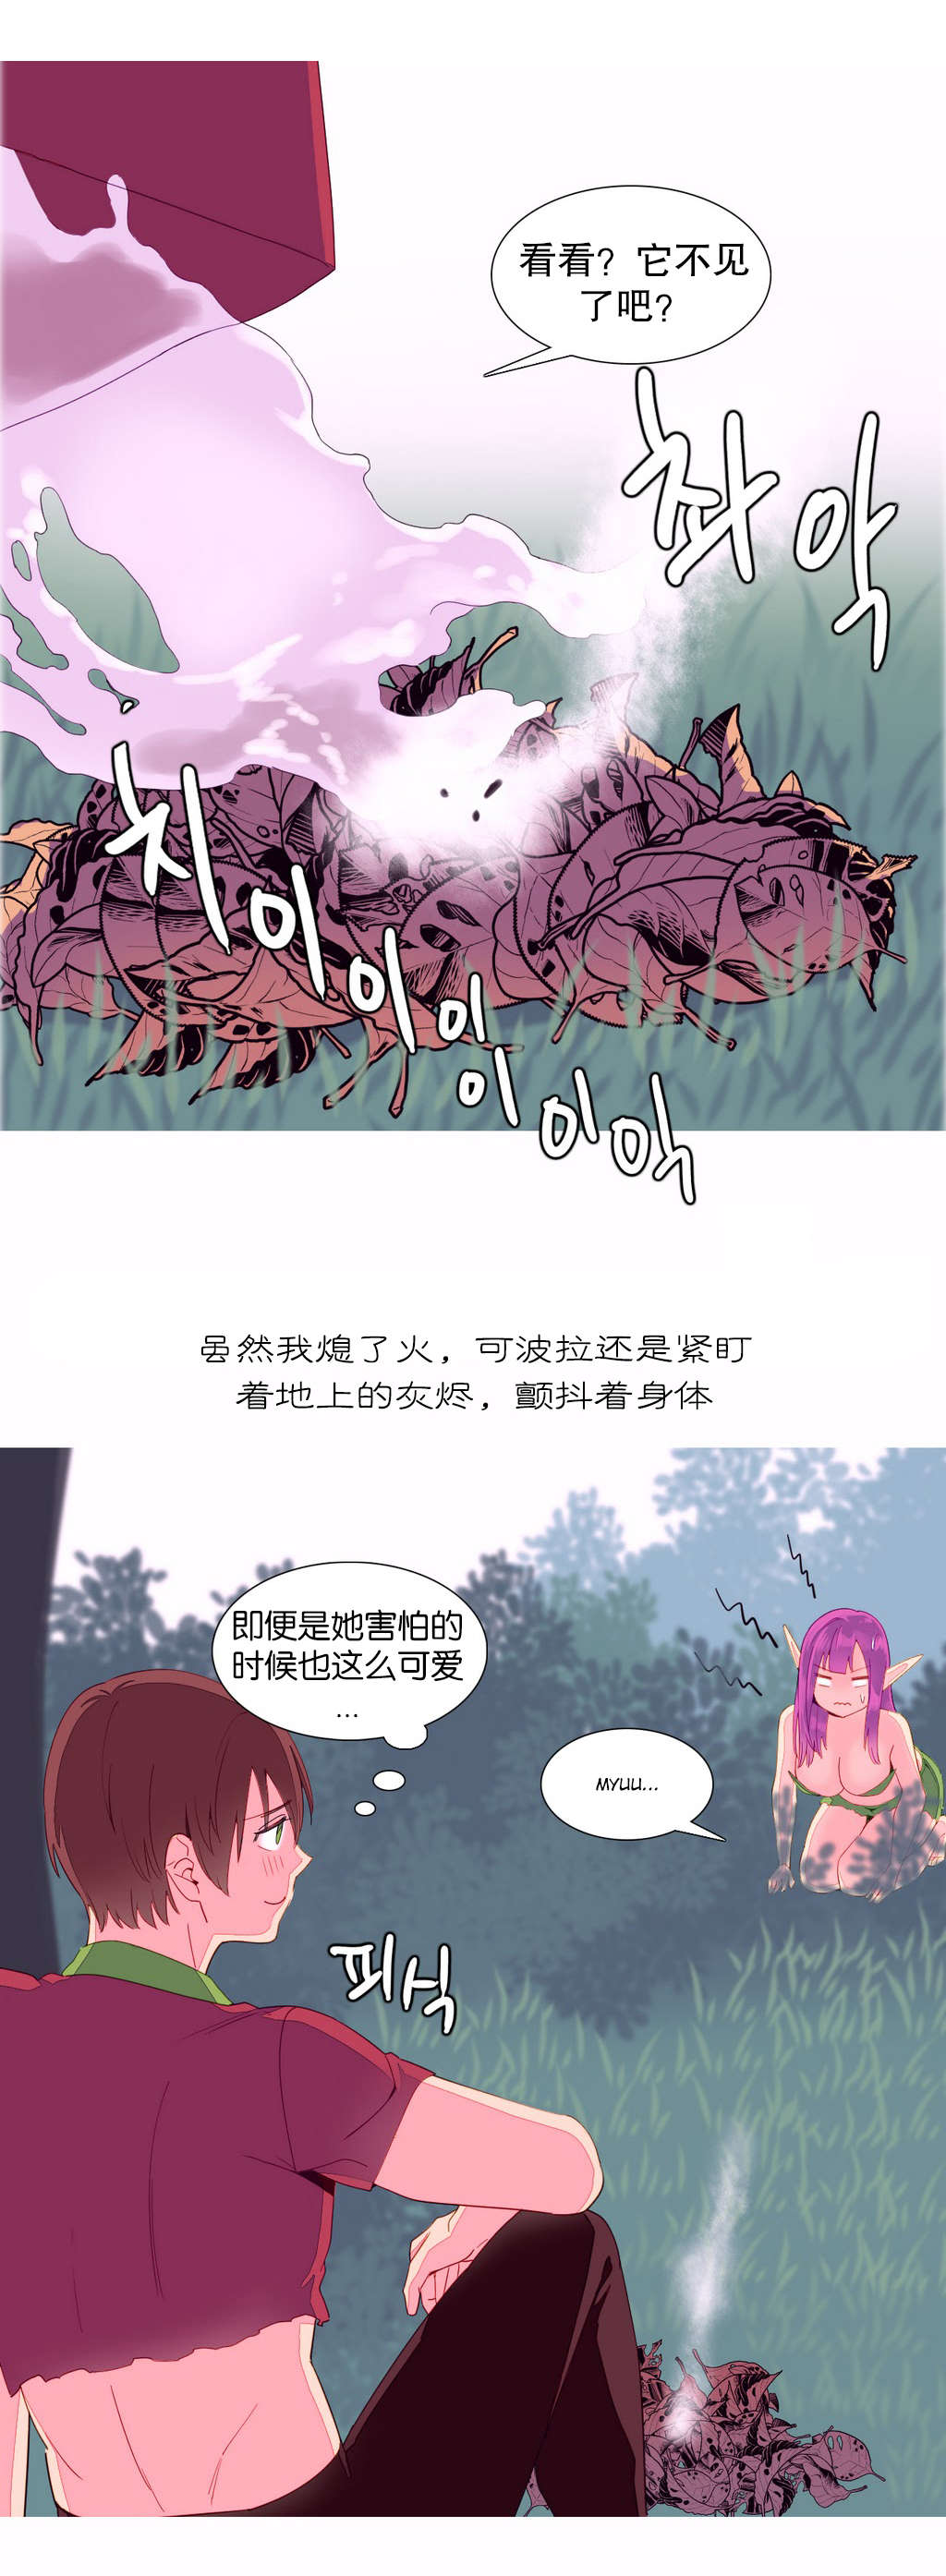 看看？它不见
了吧？
촤악
치이이이이이익
虽然我熄了火，可波拉还是紧盯
着地上的灰烬，颤抖着身体
即便是她害怕的
时候也这么可爱
...
MYUU...
피식